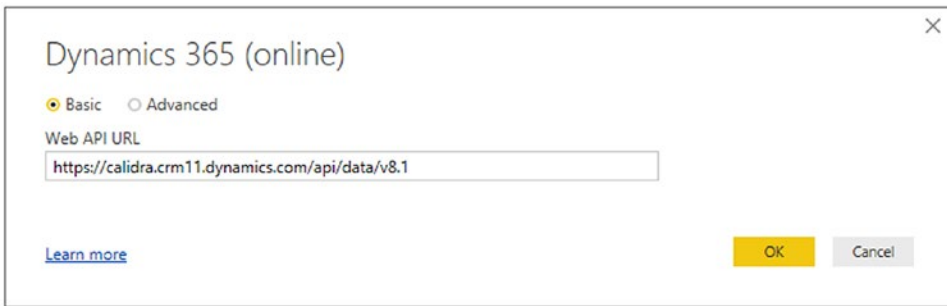 Dynamics 365 (online)
Basic Advanced
Web API URL
https://calidra.crm11.dynamics.com/api/data/v8.1
Learn more OK Cancel